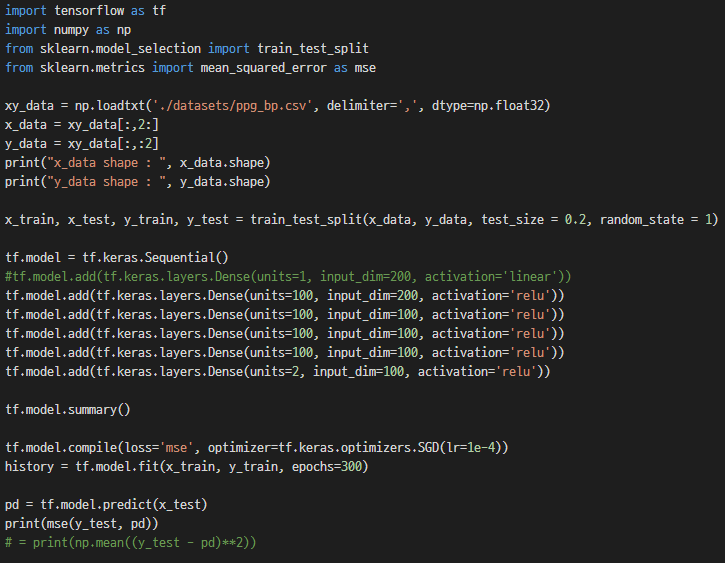 import tensorflow as tf
import numpy as np
from sklearn.model_selection import train_test_split
from sklearn.metrics import mean_squared_error as mse

xy_data = np.loadtxt('./datasets/ppg_bp.csv', delimiter=',', dtype=np.float32)
x_data = xy_data[:,2:]
y_data = xy_data[:,:2]
print("x_data shape : ", x_data.shape)
print("y_data shape : ", y_data.shape)

x_train, x_test, y_train, y_test = train_test_split(x_data, y_data, test_size = 0.2, random_state = 1)

tf.model = tf.keras.Sequential()
#tf.model.add(tf.keras.layers.Dense(units=1, input_dim=200, activation='linear'))
tf.model.add(tf.keras.layers.Dense(units=100, input_dim=200, activation='relu'))
tf.model.add(tf.keras.layers.Dense(units=100, input_dim=100, activation='relu'))
tf.model.add(tf.keras.layers.Dense(units=100, input_dim=100, activation='relu'))
tf.model.add(tf.keras.layers.Dense(units=100, input_dim=100, activation='relu'))
tf.model.add(tf.keras.layers.Dense(units=2, input_dim=100, activation='relu'))

tf.model.summary()

tf.model.compile(loss='mse', optimizer=tf.keras.optimizers.SGD(lr=1e-4))
history = tf.model.fit(x_train, y_train, epochs=300)

pd = tf.model.predict(x_test)
print(mse(y_test, pd))
# = print(np.mean((y_test - pd)**2))